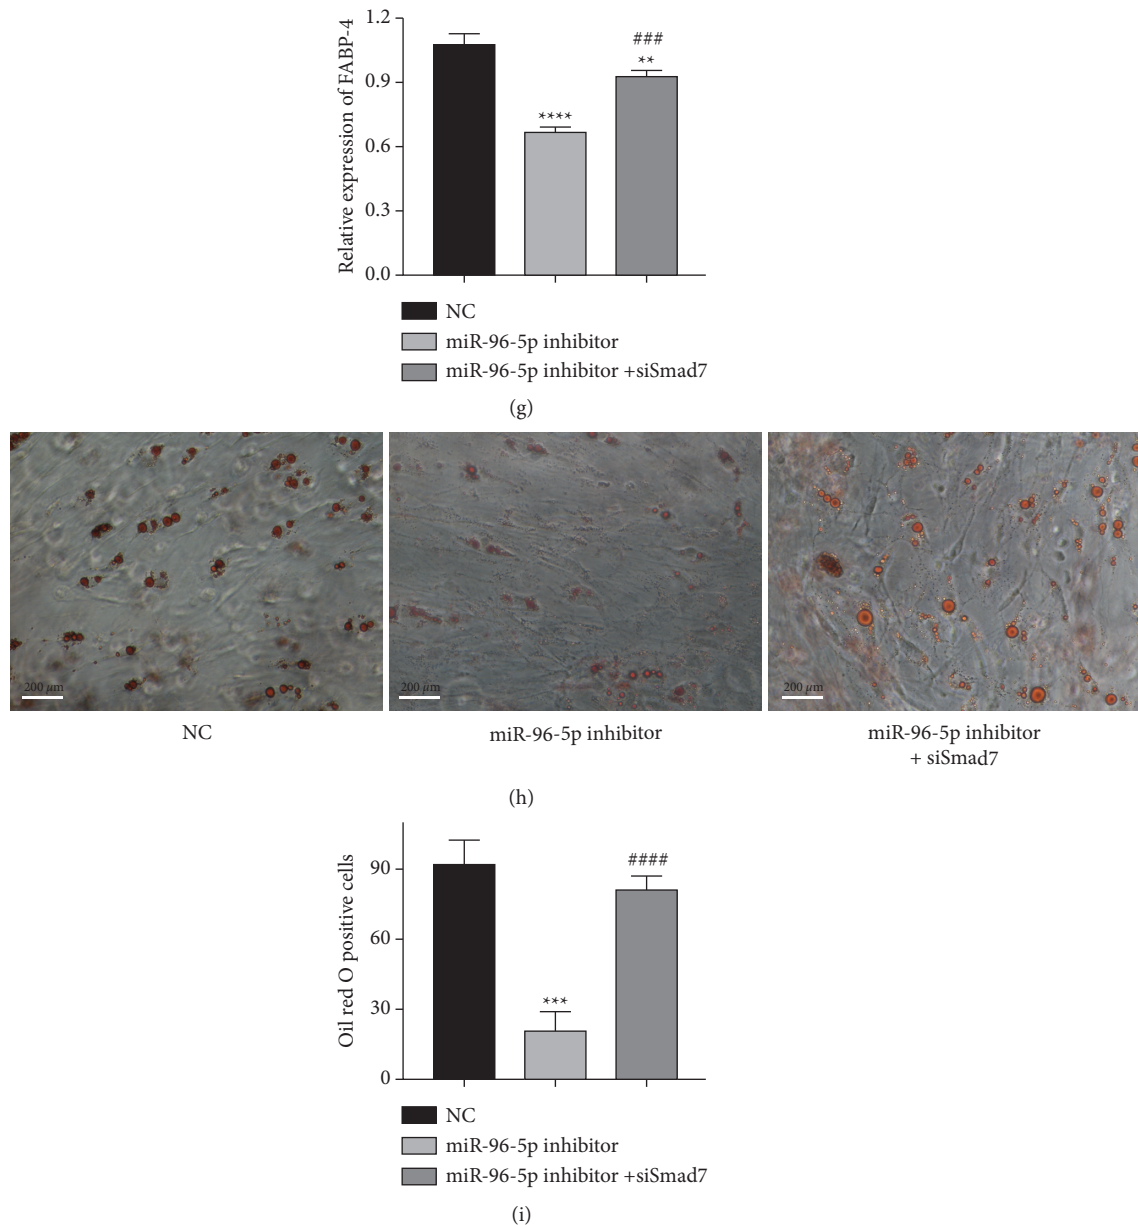 Relative expression of FABP-4
1.2
0.9
0.6
0.3
0.0
****
###
**
NC
miR-96-5p inhibitor
miR-96-5p inhibitor +siSmad7
(g)
200 µm
200 µm
200 µm
NC
miR-96-5p inhibitor
miR-96-5p inhibitor
+ siSmad7
(h)
Oil red O positive cells
90
60
30
0
***
####
NC
miR-96-5p inhibitor
miR-96-5p inhibitor +siSmad7
(i)